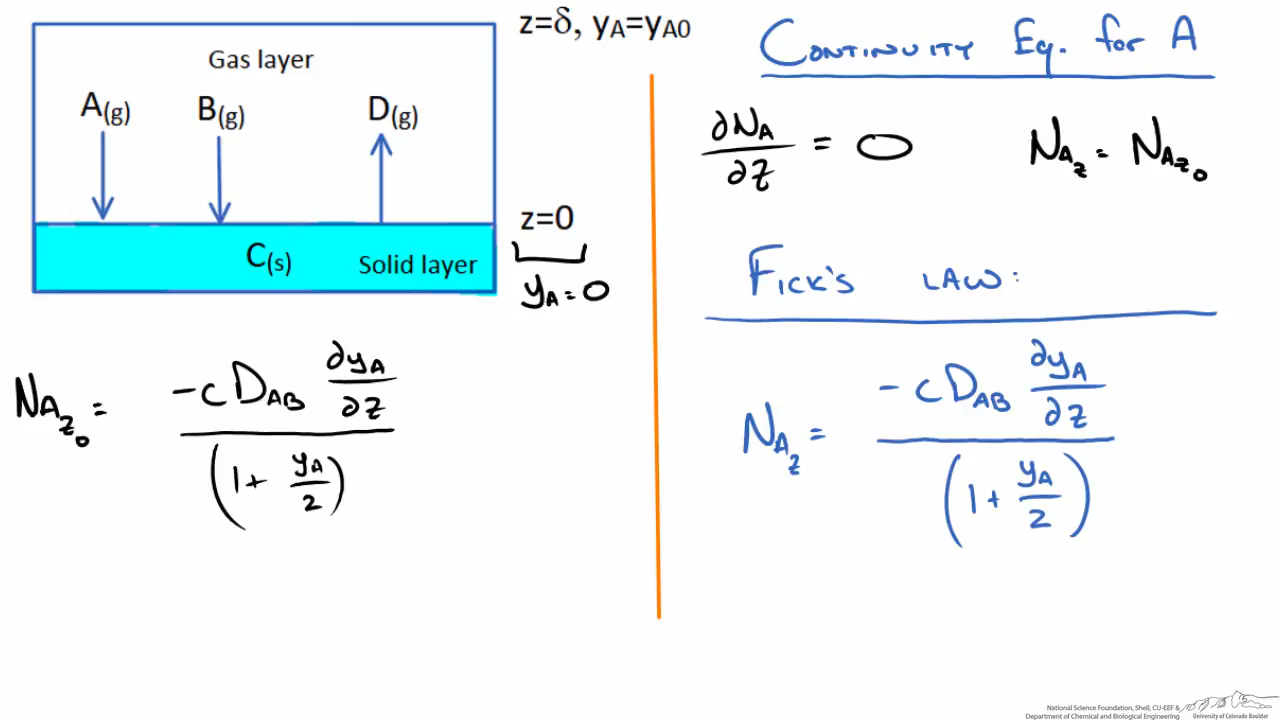 z=δ, yA=yA0
Gas layer
A(g) B(g) D(g)
z=0
C(s) Solid layer
yA = 0
NAz0 = -c DAB ∂yA/∂z / (1 + yA/2)
Continuity Eq. for A
∂NA/∂z = 0 NAz = NAz0
Fick's Law:
NAz = -c DAB ∂yA/∂z / (1 + yA/2)
National Science Foundation, Shell, CU-EEF &
Department of Chemical and Biological Engineering
University of Colorado Boulder